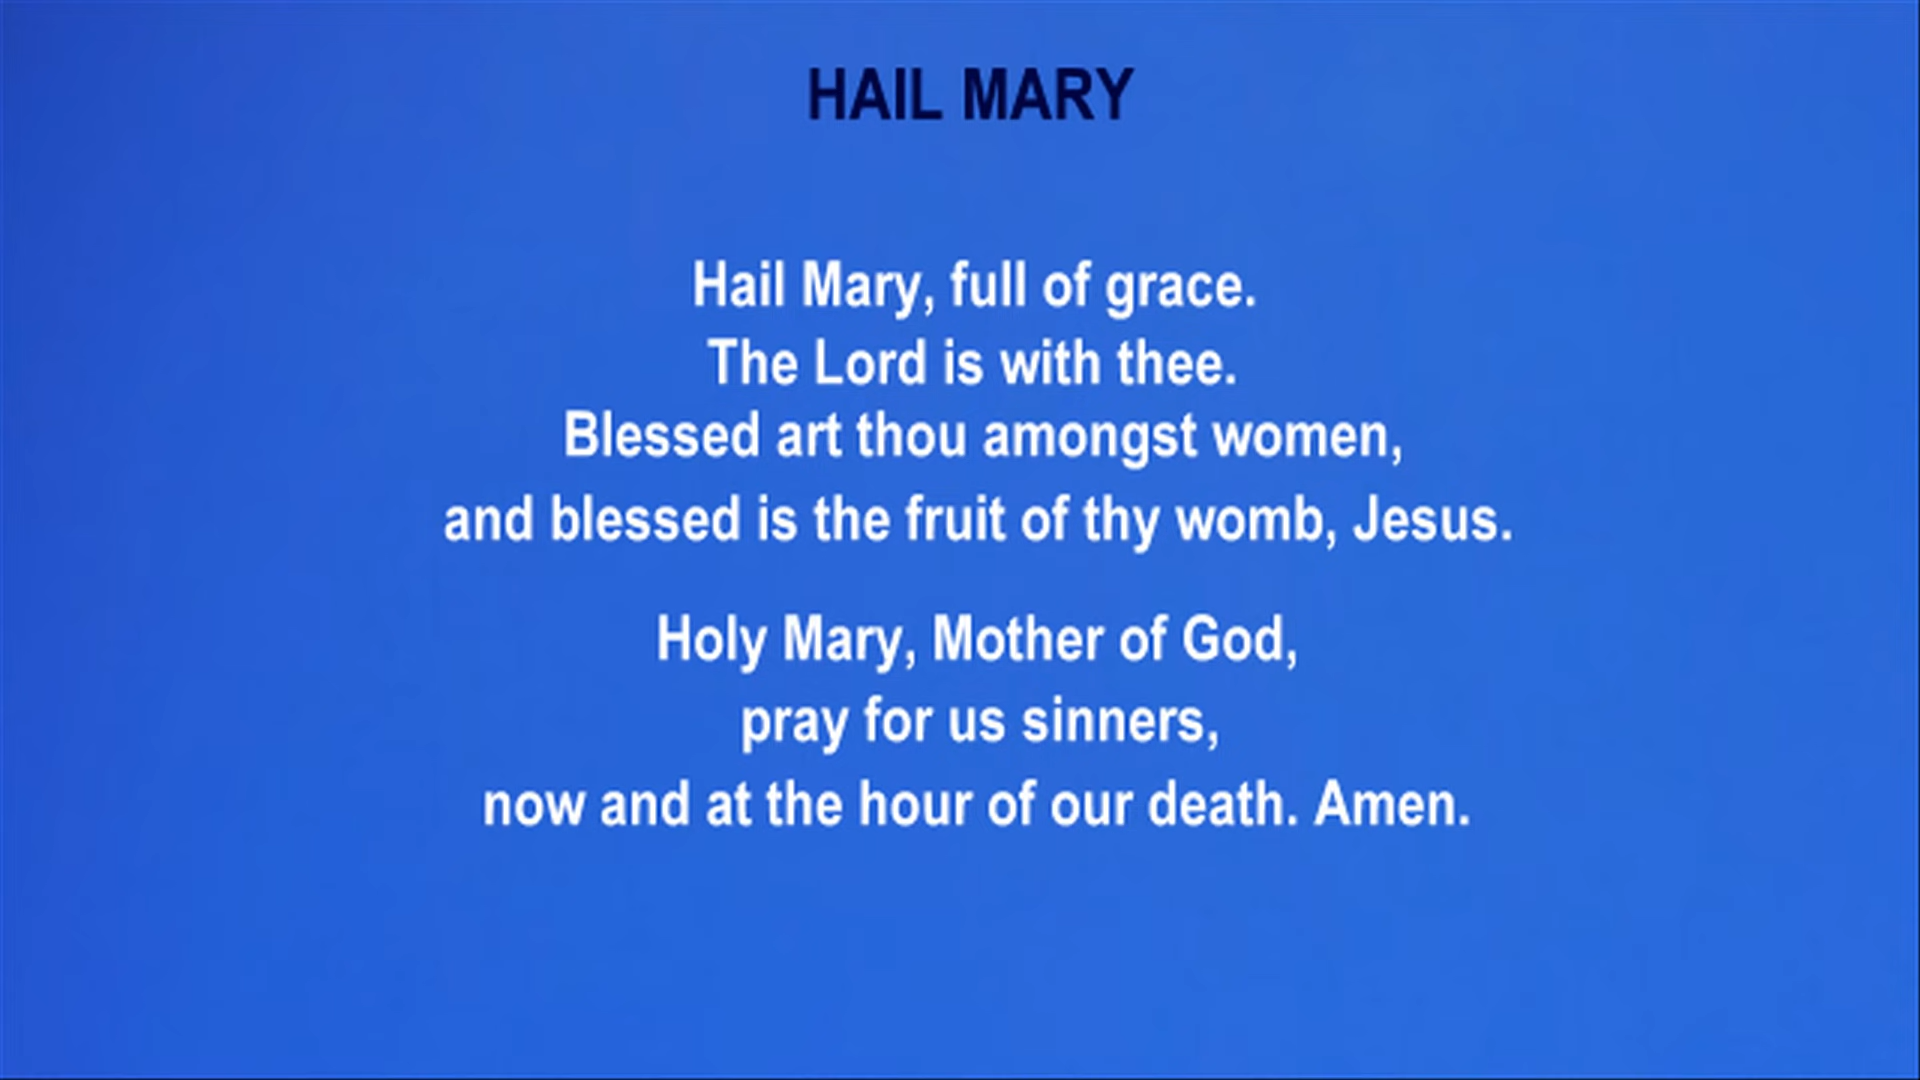 HAIL MARY
Hail Mary, full of grace.
The Lord is with thee.
Blessed art thou amongst women,
and blessed is the fruit of thy womb, Jesus.
Holy Mary, Mother of God,
pray for us sinners,
now and at the hour of our death. Amen.